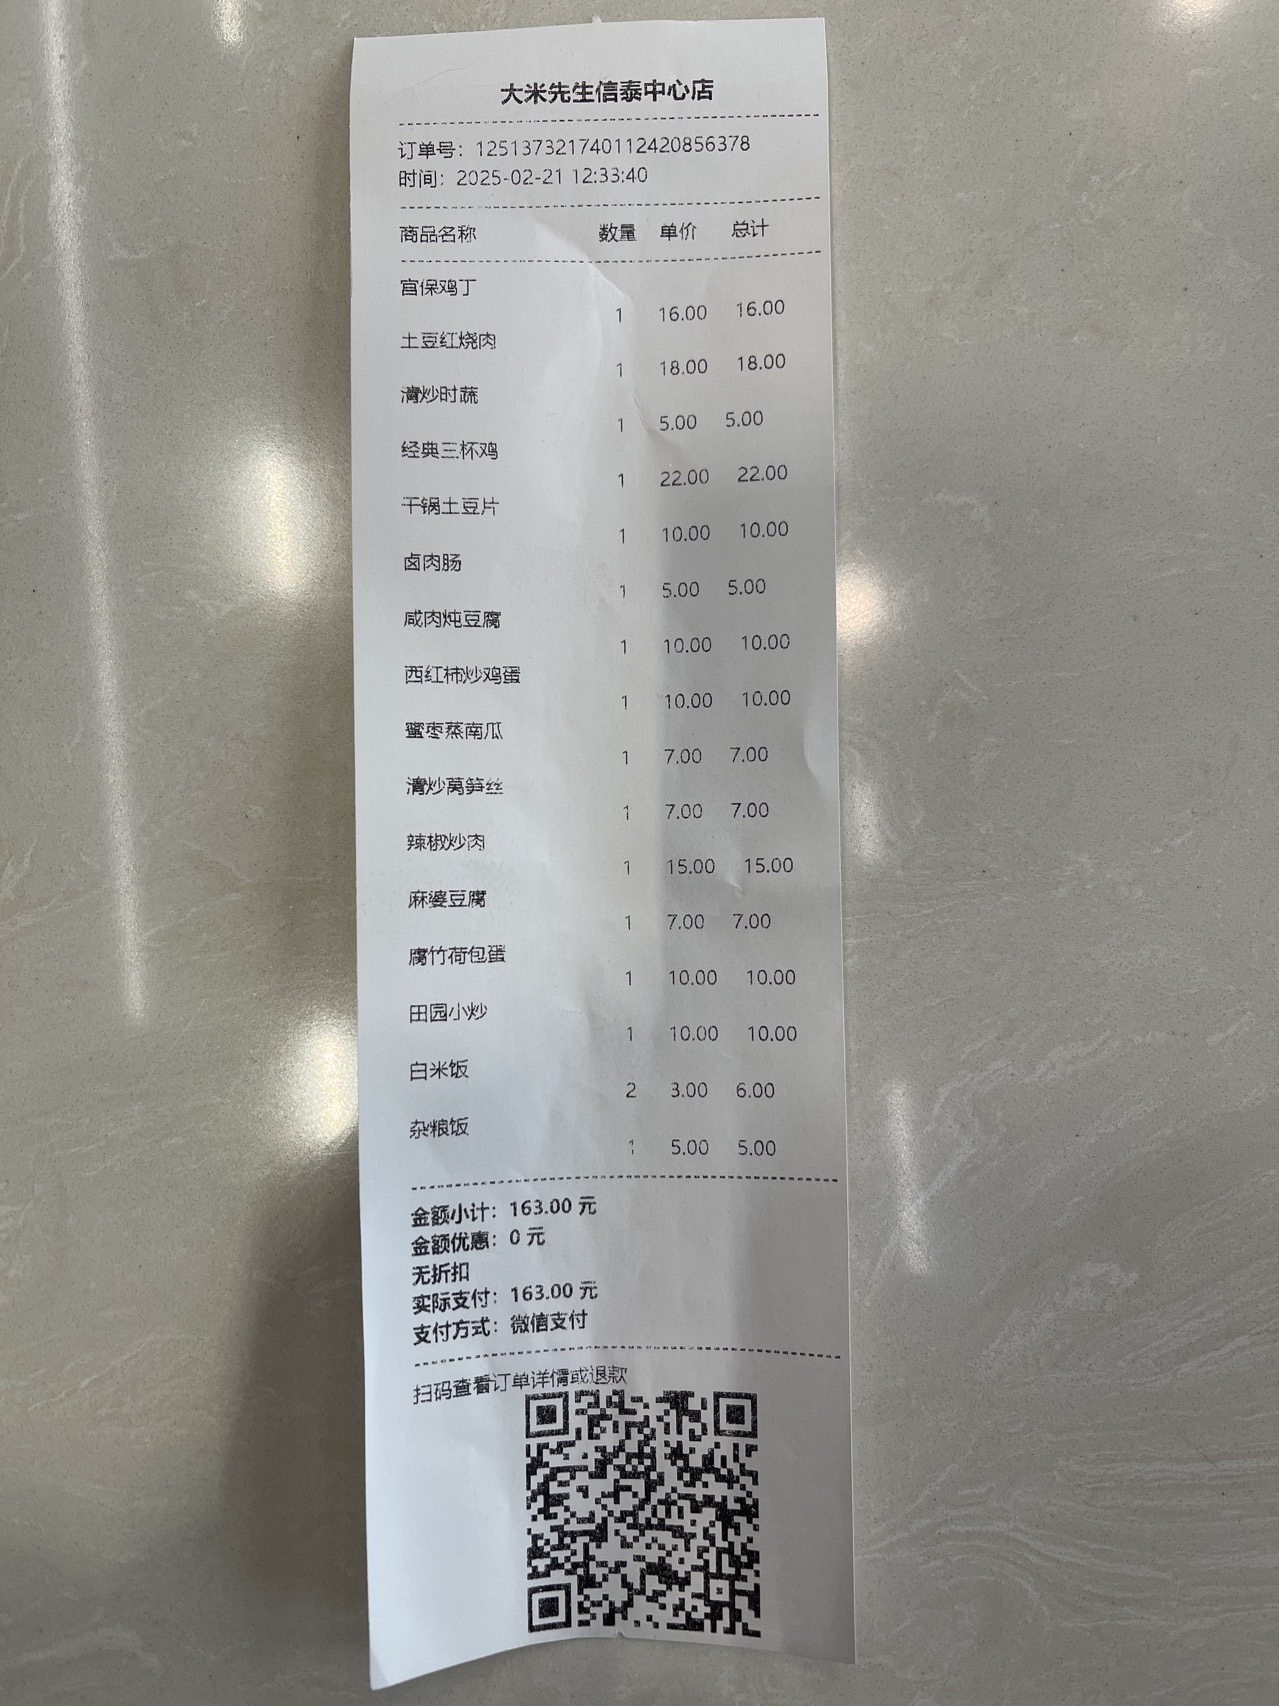 大米先生信泰中心店
订单号：125137321740112420856378
时间：2025-02-21 12:33:40
商品名称 数量 单价 总计
宫保鸡丁
1 16.00 16.00
土豆红烧肉
1 18.00 18.00
清炒时蔬
1 5.00 5.00
经典三杯鸡
1 22.00 22.00
干锅土豆片
1 10.00 10.00
卤肉肠
1 5.00 5.00
咸肉炖豆腐
1 10.00 10.00
西红柿炒鸡蛋
1 10.00 10.00
蜜枣蒸南瓜
1 7.00 7.00
清炒莴笋丝
1 7.00 7.00
辣椒炒肉
1 15.00 15.00
麻婆豆腐
1 7.00 7.00
腐竹荷包蛋
1 10.00 10.00
田园小炒
1 10.00 10.00
白米饭
2 3.00 6.00
杂粮饭
1 5.00 5.00
金额小计：163.00 元
金额优惠：0 元
无折扣
实际支付：163.00 元
支付方式：微信支付
扫码查看订单详情或退款